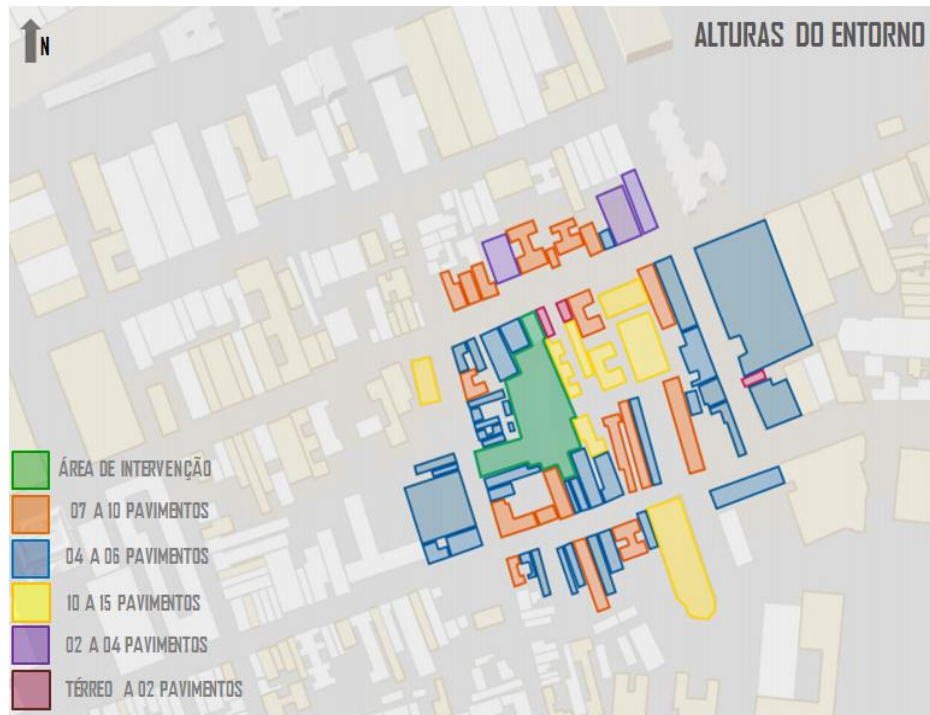 N
ALTURAS DO ENTORNO
ÁREA DE INTERVENÇÃO
07 A 10 PAVIMENTOS
04 A 06 PAVIMENTOS
10 A 15 PAVIMENTOS
02 A 04 PAVIMENTOS
TÉRREO A 02 PAVIMENTOS